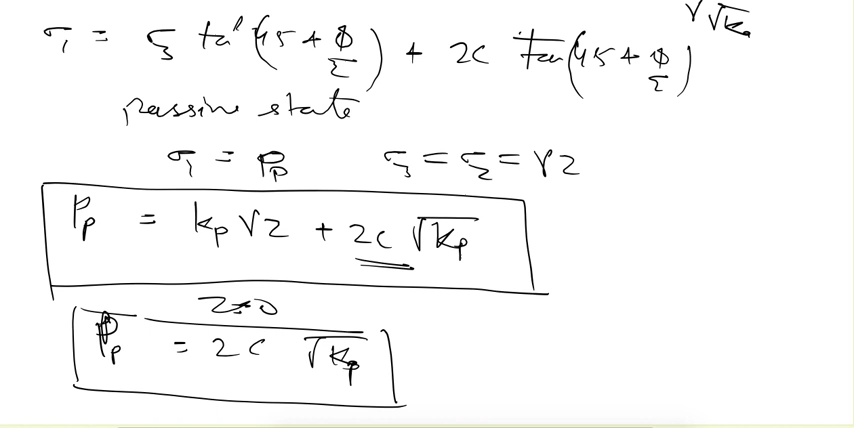 σ₁ = σ₃ tan² (45 + φ/2) + 2c tan (45 + φ/2)
passive state
σ₁ = Pp σ₃ = σz = γz
Pp = kp γz + 2c √kp
z=0
Pp = 2c √kp